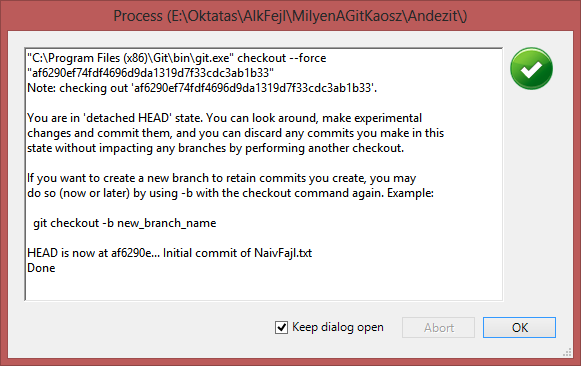 Process (E:\Oktatas\AlkFejl\MilyenAGitKaosz\Andezit\)
"C:\Program Files (x86)\Git\bin\git.exe" checkout --force
"af6290ef74fdf4696d9da1319d7f33cdc3ab1b33"
Note: checking out 'af6290ef74fdf4696d9da1319d7f33cdc3ab1b33'.
You are in 'detached HEAD' state. You can look around, make experimental
changes and commit them, and you can discard any commits you make in this
state without impacting any branches by performing another checkout.
If you want to create a new branch to retain commits you create, you may
do so (now or later) by using -b with the checkout command again. Example:
git checkout -b new_branch_name
HEAD is now at af6290e... Initial commit of NaivFajl.txt
Done
Keep dialog open
Abort
OK